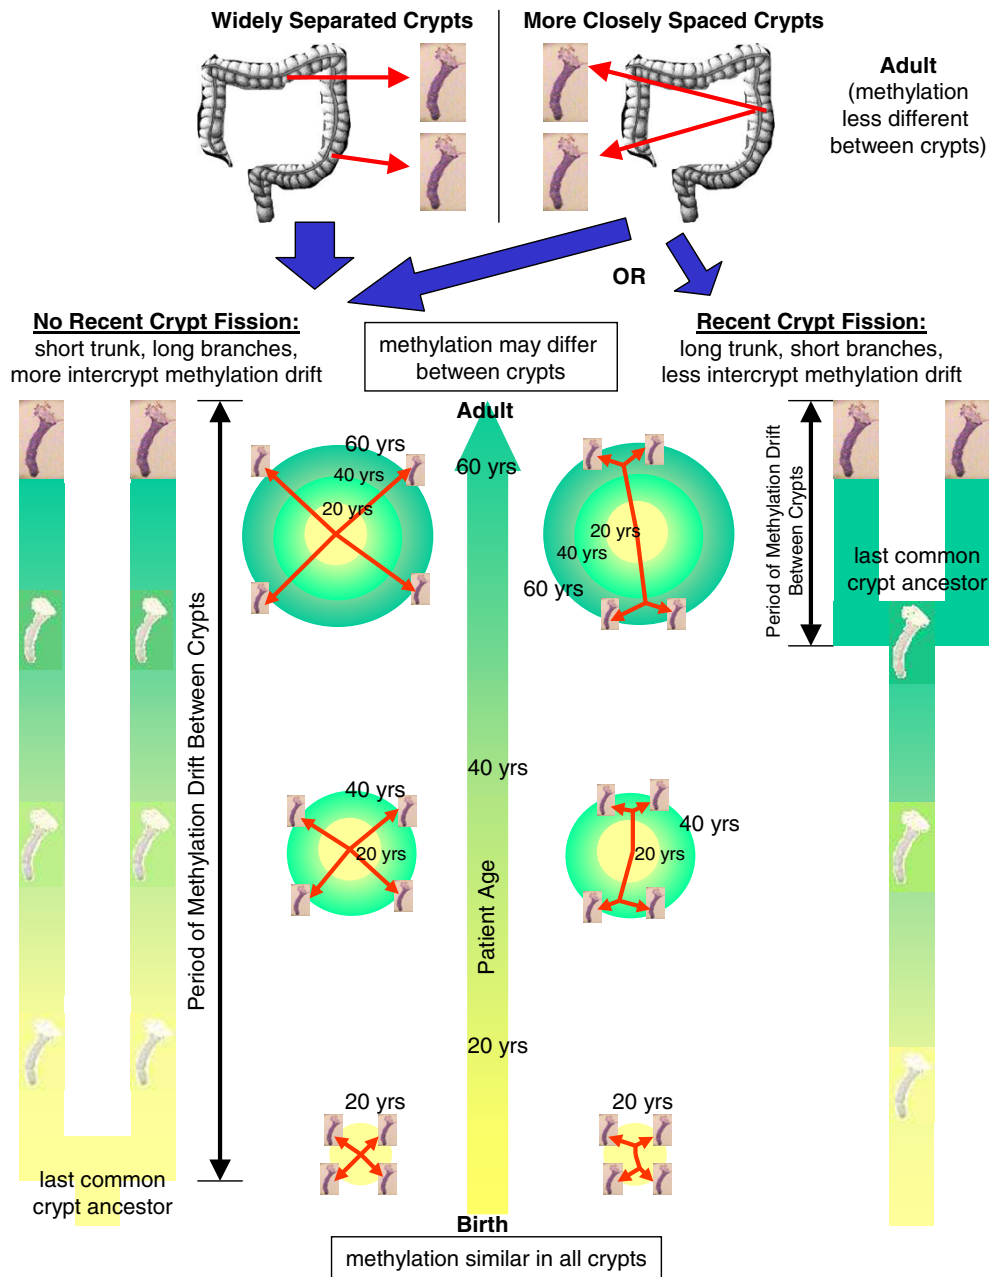 Widely Separated Crypts
More Closely Spaced Crypts
Adult
(methylation
less different
between crypts)
OR
No Recent Crypt Fission:
short trunk, long branches,
more intercrypt methylation drift
methylation may differ
between crypts
Recent Crypt Fission:
long trunk, short branches,
less intercrypt methylation drift
Adult
60 yrs
40 yrs
20 yrs
60 yrs
20 yrs
40 yrs
60 yrs
Period of Methylation Drift
Between Crypts
last common
crypt ancestor
Period of Methylation Drift Between Crypts
40 yrs
40 yrs
20 yrs
20 yrs
40 yrs
Patient Age
20 yrs
20 yrs
20 yrs
last common
crypt ancestor
Birth
methylation similar in all crypts